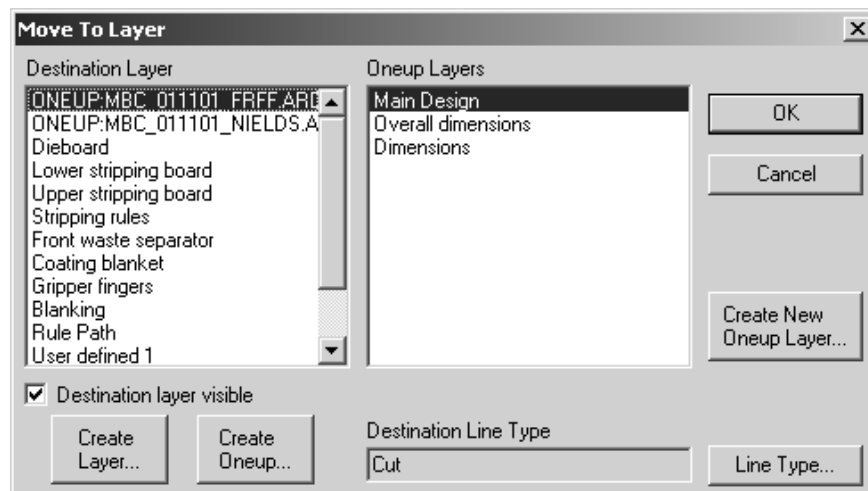 Move To Layer
Destination Layer
ONEUP:MBC_011101_FRFF.ARD
ONEUP:MBC_011101_NIELDS.A
Dieboard
Lower stripping board
Upper stripping board
Stripping rules
Front waste separator
Coating blanket
Gripper fingers
Blanking
Rule Path
User defined 1
Oneup Layers
Main Design
Overall dimensions
Dimensions
OK
Cancel
Create New
Oneup Layer...
Destination layer visible
Create
Layer...
Create
Oneup...
Destination Line Type
Cut
Line Type...